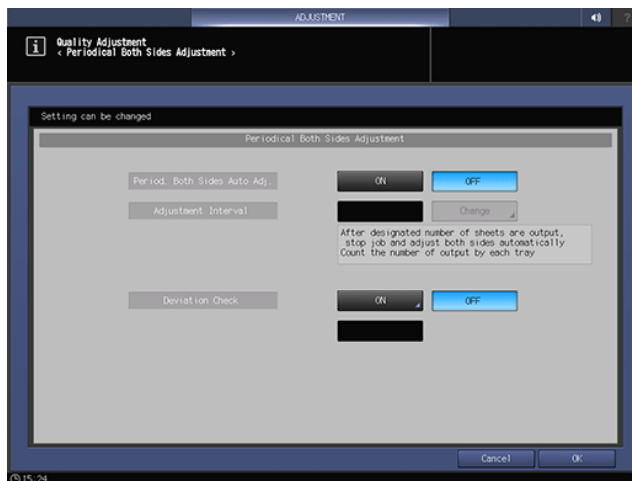 ADJUSTMENT
?
i
Quality Adjustment
< Periodical Both Sides Adjustment >
Setting can be changed
Periodical Both Sides Adjustment
Period. Both Sides Auto Adj.
ON
OFF
Adjustment Interval
Change
After designated number of sheets are output,
stop job and adjust both sides automatically
Count the number of output by each tray
Deviation Check
ON
OFF
Cancel
OK
15:24